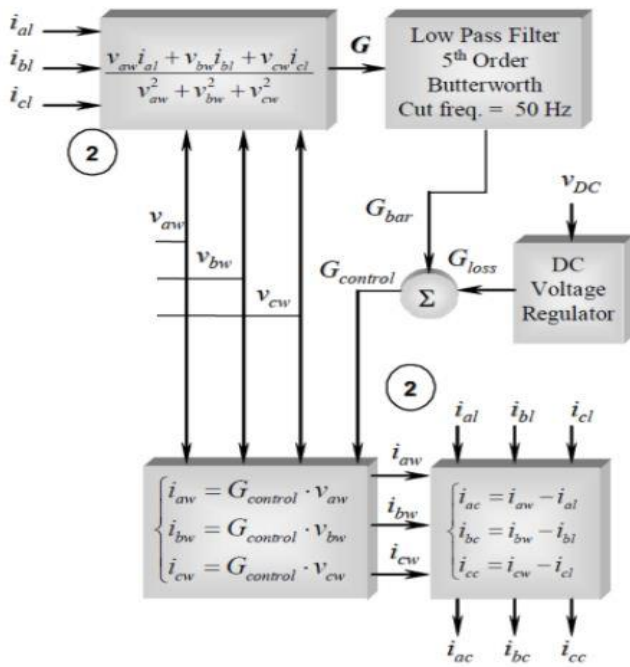 i_al
i_bl
i_cl
v_aw i_al + v_bw i_bl + v_cw i_cl
v_aw^2 + v_bw^2 + v_cw^2
G
Low Pass Filter
5th Order
Butterworth
Cut freq. = 50 Hz
2
v_aw
v_bw
v_cw
G_bar
v_DC
G_control
G_loss
Σ
DC
Voltage
Regulator
2
i_al i_bl i_cl
i_aw
i_bw
i_cw
i_aw = G_control · v_aw
i_bw = G_control · v_bw
i_cw = G_control · v_cw
i_ac = i_aw − i_al
i_bc = i_bw − i_bl
i_cc = i_cw − i_cl
i_ac i_bc i_cc